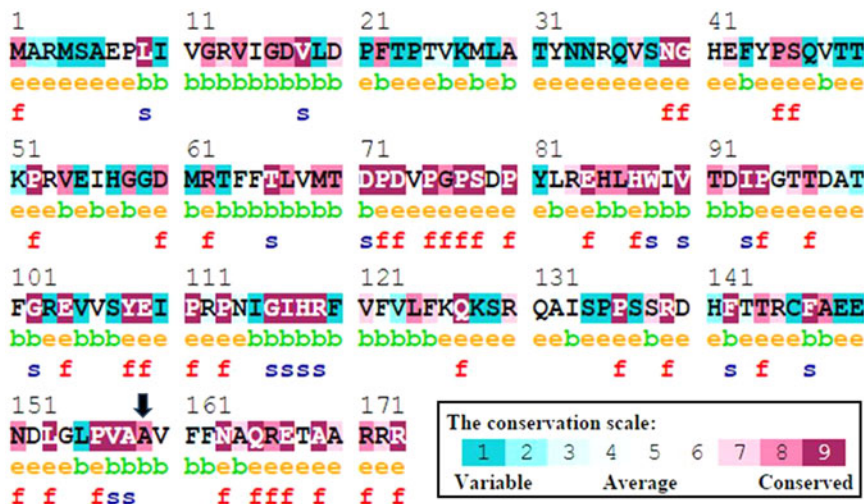 1 11 21 31 41
MARMSAEPLI VGRVIGDVLD PFTPTVKMLA TYNNRQVSNG HEFYPSQVTT
eeeeeeeebb bbbbbbbbbb ebeeebebeb eeeeeeeeee eeeeeeebee
f s s ff ff
51 61 71 81 91
KPRVEIHGGD MRTFFTLVMT DPDVPGPSDP YLREHLHWIV TDIPGTTDAT
eeebebebee bebbbbbbbb beeeeeeeee ebeebbebbb bbbeeeeeee
f f f s sff ffff f f fs s sf f
101 111 121 131 141
FGREVVSYEI PRPNIGIHRF VFVLFKQKSR QAISPPSSRD HFTTRCFAEE
bbeebbbeee eeeebbbbbb bbbbbeeeee eebeeeebee ebeeebbbee
s f ff f f ssss f f f s f s
151 161 171
NDLGLPVAAV FFNAQRETAA RRR
eeeebebbbb bbebeeeeee eee
f f fss f fff f f f
The conservation scale:
1 2 3 4 5 6 7 8 9
Variable Average Conserved